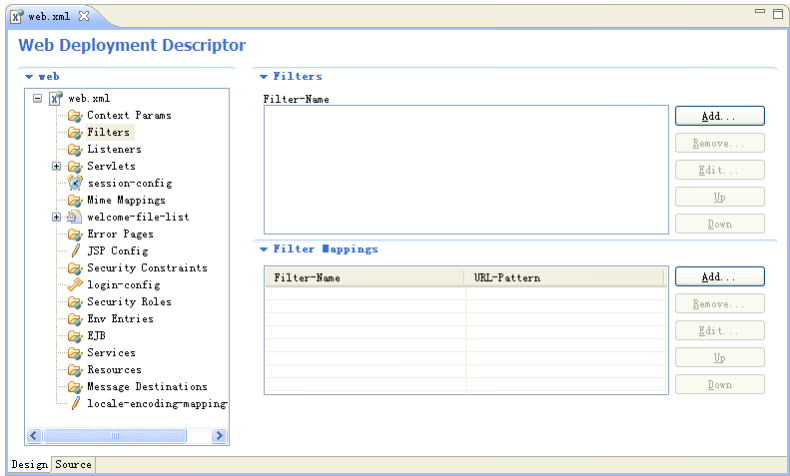 web.xml
Web Deployment Descriptor
web
web.xml
Context Params
Filters
Listeners
Servlets
session-config
Mime Mappings
welcome-file-list
Error Pages
JSP Config
Security Constraints
login-config
Security Roles
Env Entries
EJB
Services
Resources
Message Destinations
locale-encoding-mapping
Filters
Filter-Name
Add...
Remove...
Edit...
Up
Down
Filter Mappings
Filter-Name URL-Pattern
Add...
Remove...
Edit...
Up
Down
Design Source